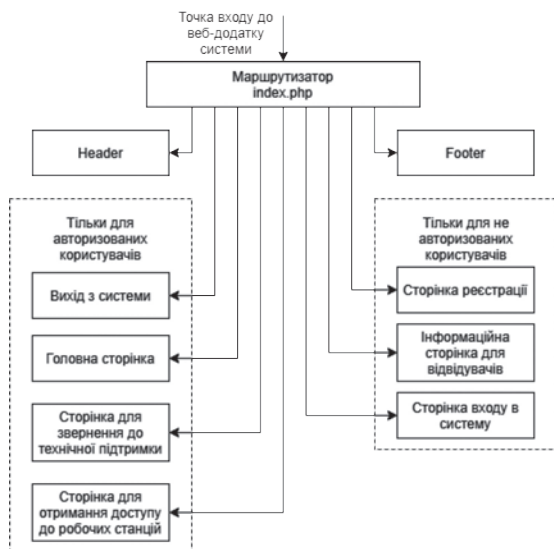 Точка входу до
веб-додатку
системи
Маршрутизатор
index.php
Header
Footer
Тільки для
авторизованих
користувачів
Вихід з системи
Головна сторінка
Сторінка для
звернення до
технічної підтримки
Сторінка для
отримання доступу
до робочих станцій
Тільки для не
авторизованих
користувачів
Сторінка реєстрації
Інформаційна
сторінка для
відвідувачів
Сторінка входу в
систему